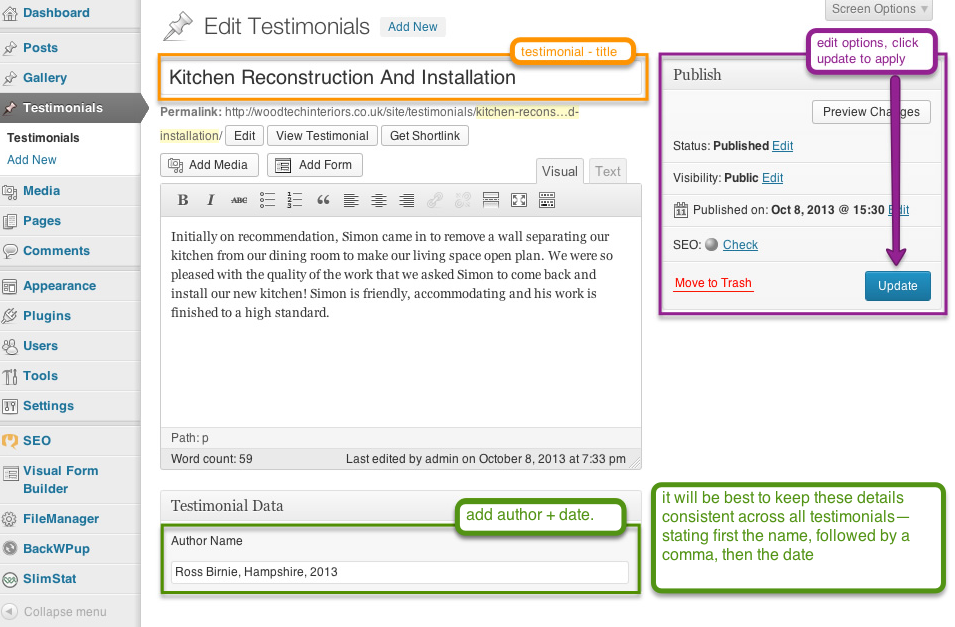 Dashboard
Posts
Gallery
Testimonials
Testimonials
Add New
Media
Pages
Comments
Appearance
Plugins
Users
Tools
Settings
SEO
Visual Form
Builder
FileManager
BackWPup
SlimStat
Collapse menu
Screen Options
Edit Testimonials Add New
testimonial - title
Kitchen Reconstruction And Installation
Permalink: http://woodtechinteriors.co.uk/site/testimonials/kitchen-recons…d-
installation/ Edit View Testimonial Get Shortlink
Add Media Add Form
Visual Text
B I ABC
Initially on recommendation, Simon came in to remove a wall separating our
kitchen from our dining room to make our living space open plan. We were so
pleased with the quality of the work that we asked Simon to come back and
install our new kitchen! Simon is friendly, accommodating and his work is
finished to a high standard.
Path: p
Word count: 59 Last edited by admin on October 8, 2013 at 7:33 pm
Testimonial Data
add author + date.
Author Name
Ross Birnie, Hampshire, 2013
edit options, click
update to apply
Publish
Preview Changes
Status: Published Edit
Visibility: Public Edit
11 Published on: Oct 8, 2013 @ 15:30 Edit
SEO: Check
Move to Trash Update
it will be best to keep these details
consistent across all testimonials—
stating first the name, followed by a
comma, then the date